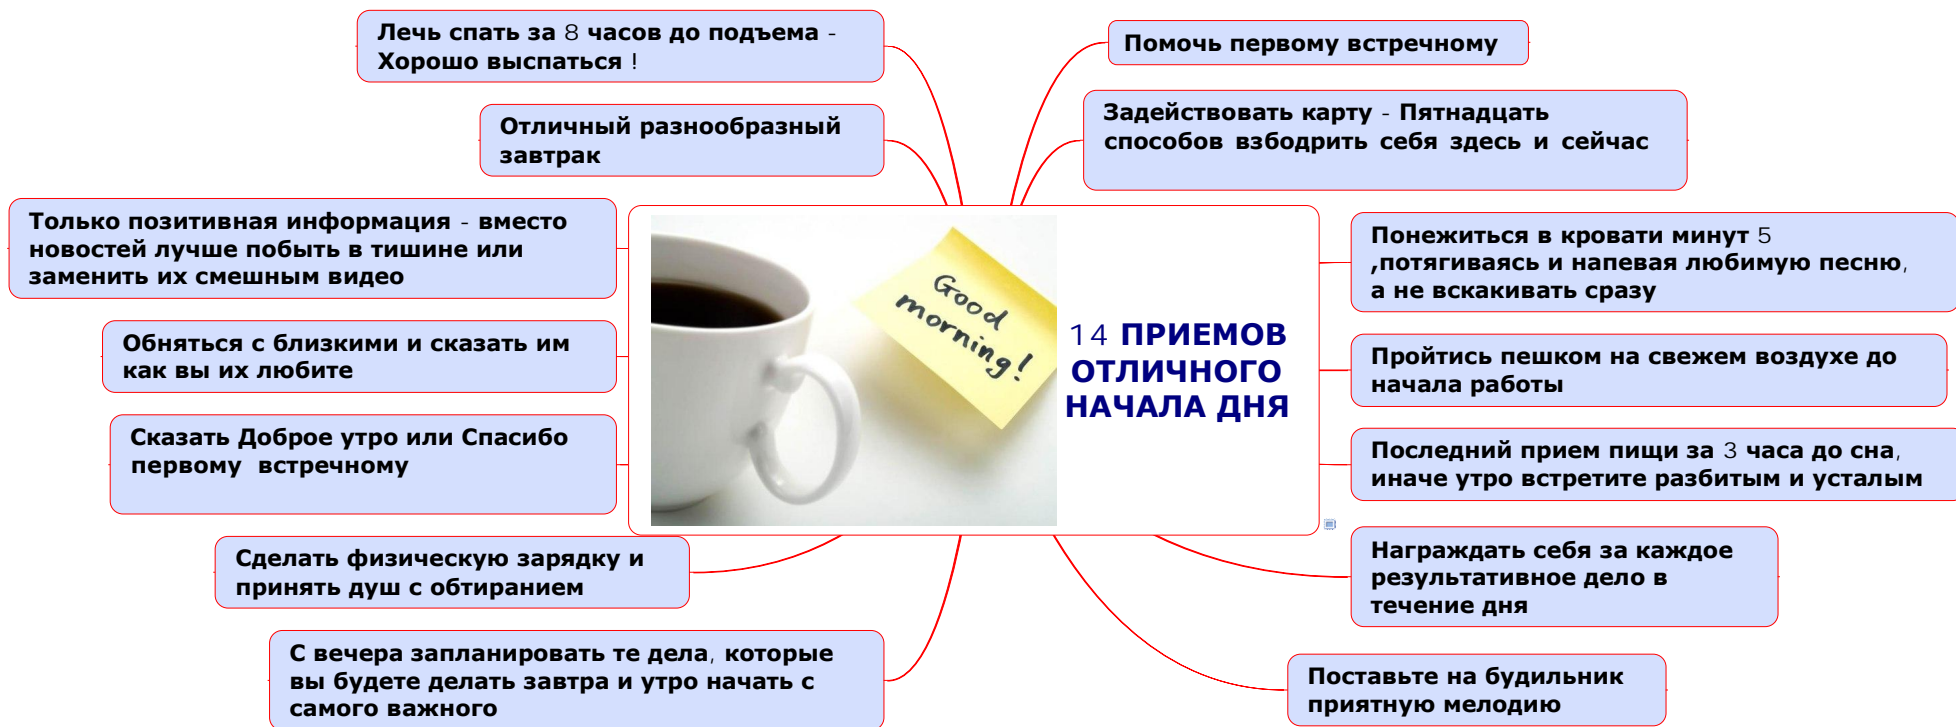 Лечь спать за 8 часов до подъема -
Хорошо выспаться !
Отличный разнообразный
завтрак
Только позитивная информация - вместо
новостей лучше побыть в тишине или
заменить их смешным видео
Обняться с близкими и сказать им
как вы их любите
Сказать Доброе утро или Спасибо
первому встречному
Сделать физическую зарядку и
принять душ с обтиранием
С вечера запланировать те дела, которые
вы будете делать завтра и утро начать с
самого важного
Good
morning!
14 ПРИЕМОВ
ОТЛИЧНОГО
НАЧАЛА ДНЯ
Помочь первому встречному
Задействовать карту - Пятнадцать
способов взбодрить себя здесь и сейчас
Понежиться в кровати минут 5
,потягиваясь и напевая любимую песню,
а не вскакивать сразу
Пройтись пешком на свежем воздухе до
начала работы
Последний прием пищи за 3 часа до сна,
иначе утро встретите разбитым и усталым
Награждать себя за каждое
результативное дело в
течение дня
Поставьте на будильник
приятную мелодию